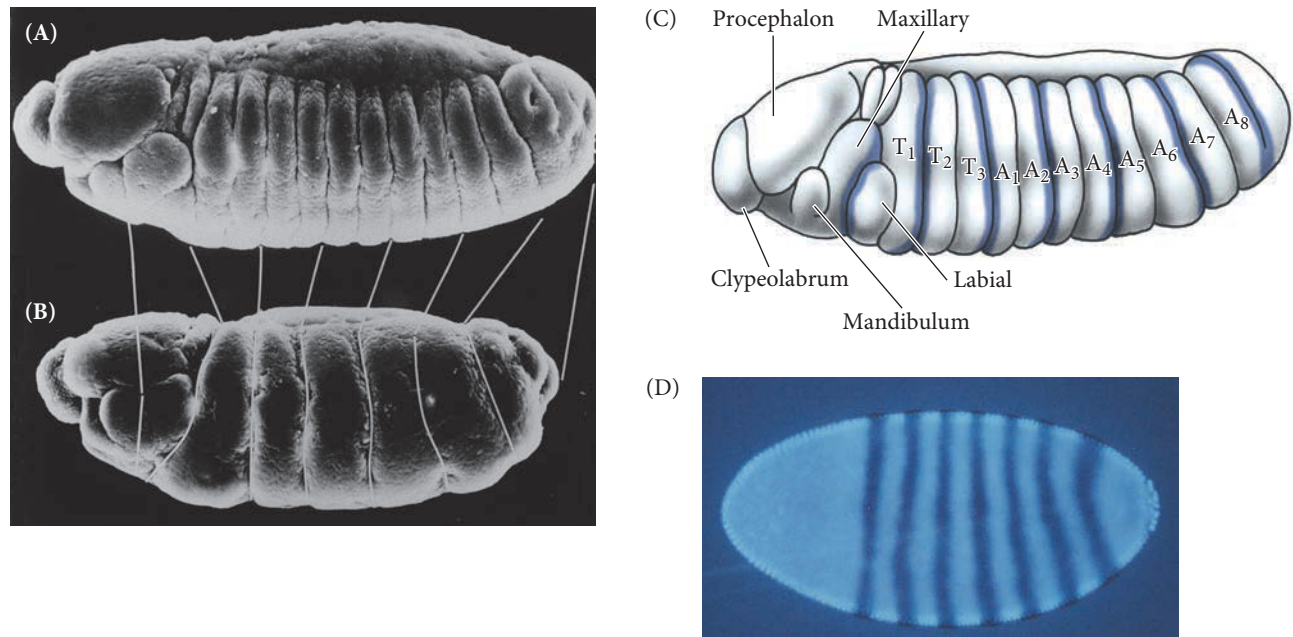 (A)
(B)
(C)
Procephalon
Maxillary
T1
T2
T3
A1
A2
A3
A4
A5
A6
A7
A8
Clypeolabrum
Labial
Mandibulum
(D)